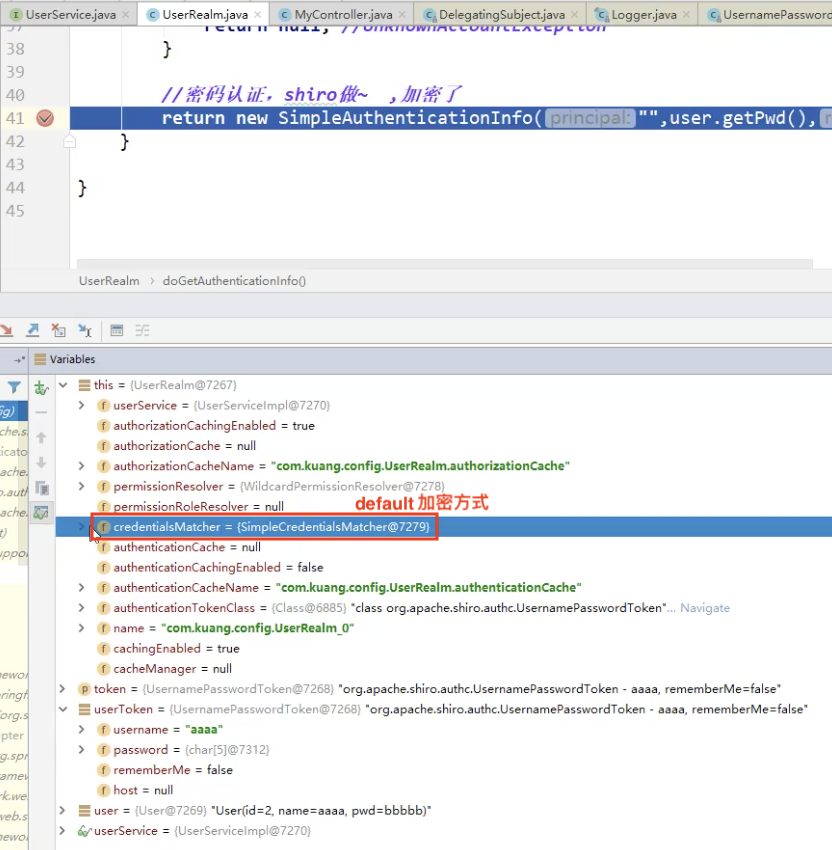 UserService.java × UserRealm.java × MyController.java × DelegatingSubject.java × Logger.java × UsernamePassword
37 return null; //UnknownAccountException
38 }
39
40 //密码认证，shiro做~ ,加密了
41 return new SimpleAuthenticationInfo( principal: "",user.getPwd(),
42 }
43
44 }
45
UserRealm › doGetAuthenticationInfo()
Variables
this = {UserRealm@7267}
userService = {UserServiceImpl@7270}
authorizationCachingEnabled = true
authorizationCache = null
authorizationCacheName = "com.kuang.config.UserRealm.authorizationCache"
permissionResolver = {WildcardPermissionResolver@7278}
permissionRoleResolver = null
default 加密方式
credentialsMatcher = {SimpleCredentialsMatcher@7279}
authenticationCache = null
authenticationCachingEnabled = false
authenticationCacheName = "com.kuang.config.UserRealm.authenticationCache"
authenticationTokenClass = {Class@6885} "class org.apache.shiro.authc.UsernamePasswordToken"... Navigate
name = "com.kuang.config.UserRealm_0"
cachingEnabled = true
cacheManager = null
token = {UsernamePasswordToken@7268} "org.apache.shiro.authc.UsernamePasswordToken - aaaa, rememberMe=false"
userToken = {UsernamePasswordToken@7268} "org.apache.shiro.authc.UsernamePasswordToken - aaaa, rememberMe=false"
username = "aaaa"
password = {char[5]@7312}
rememberMe = false
host = null
user = {User@7269} "User(id=2, name=aaaa, pwd=bbbbb)"
userService = {UserServiceImpl@7270}